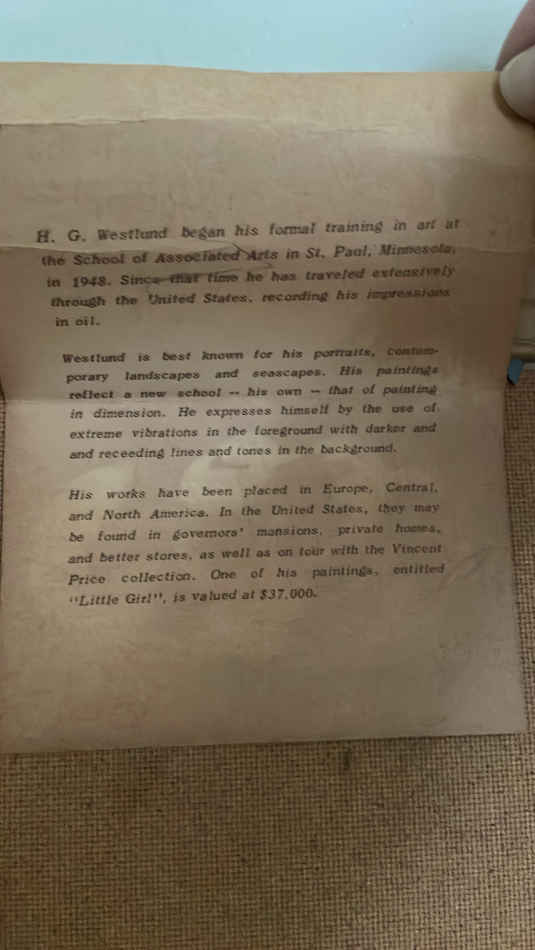 H. G. Westlund began his formal training in art at
the School of Associated Arts in St. Paul, Minnesota,
in 1948. Since that time he has traveled extensively
through the United States, recording his impressions
in oil.
Westlund is best known for his portraits, contem-
porary landscapes and seascapes. His paintings
reflect a new school -- his own -- that of painting
in dimension. He expresses himself by the use of
extreme vibrations in the foreground with darker and
and receeding lines and tones in the background.
His works have been placed in Europe, Central,
and North America. In the United States, they may
be found in governors' mansions, private homes,
and better stores, as well as on tour with the Vincent
Price collection. One of his paintings, entitled
"Little Girl", is valued at $37,000.